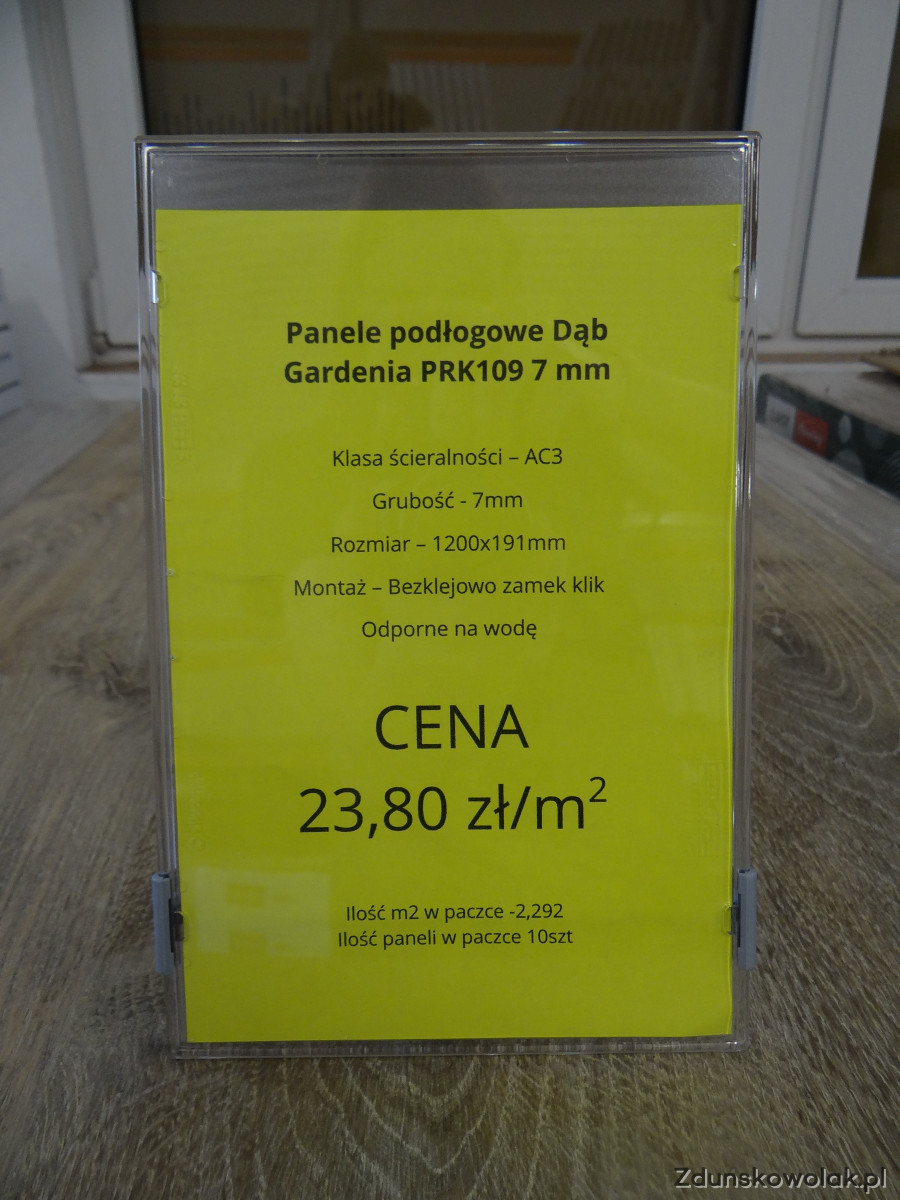 Panele podłogowe Dąb
Gardenia PRK109 7 mm
Klasa ścieralności – AC3
Grubość - 7mm
Rozmiar – 1200x191mm
Montaż – Bezklejowo zamek klik
Odporne na wodę
CENA
23,80 zł/m²
Ilość m2 w paczce -2,292
Ilość paneli w paczce 10szt
Zdunskowolak.pl